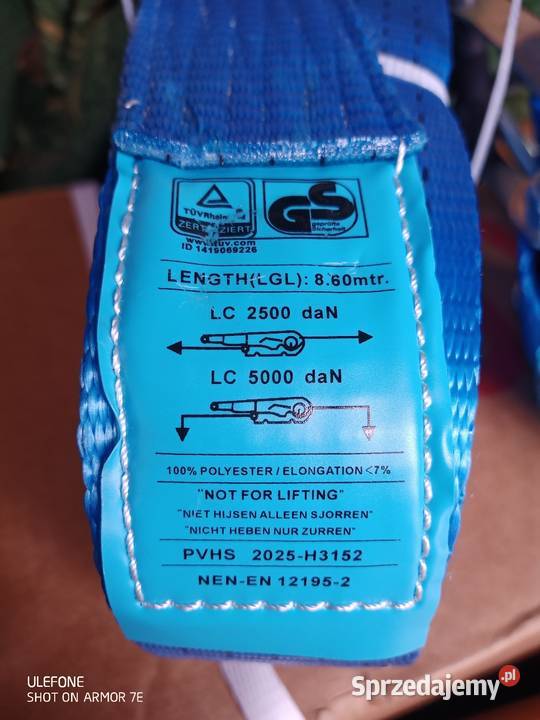 TÜVRheinland
ZERTIFIZIERT
www.tuv.com
ID 1419069226
GS
geprüfte
Sicherheit
LENGTH(LGL): 8.60mtr.
LC 2500 daN
LC 5000 daN
100% POLYESTER / ELONGATION <7%
"NOT FOR LIFTING"
"NIET HIJSEN ALLEEN SJORREN"
"NICHT HEBEN NUR ZURREN"
PVHS 2025-H3152
NEN-EN 12195-2
ULEFONE
SHOT ON ARMOR 7E
Sprzedajemy.pl